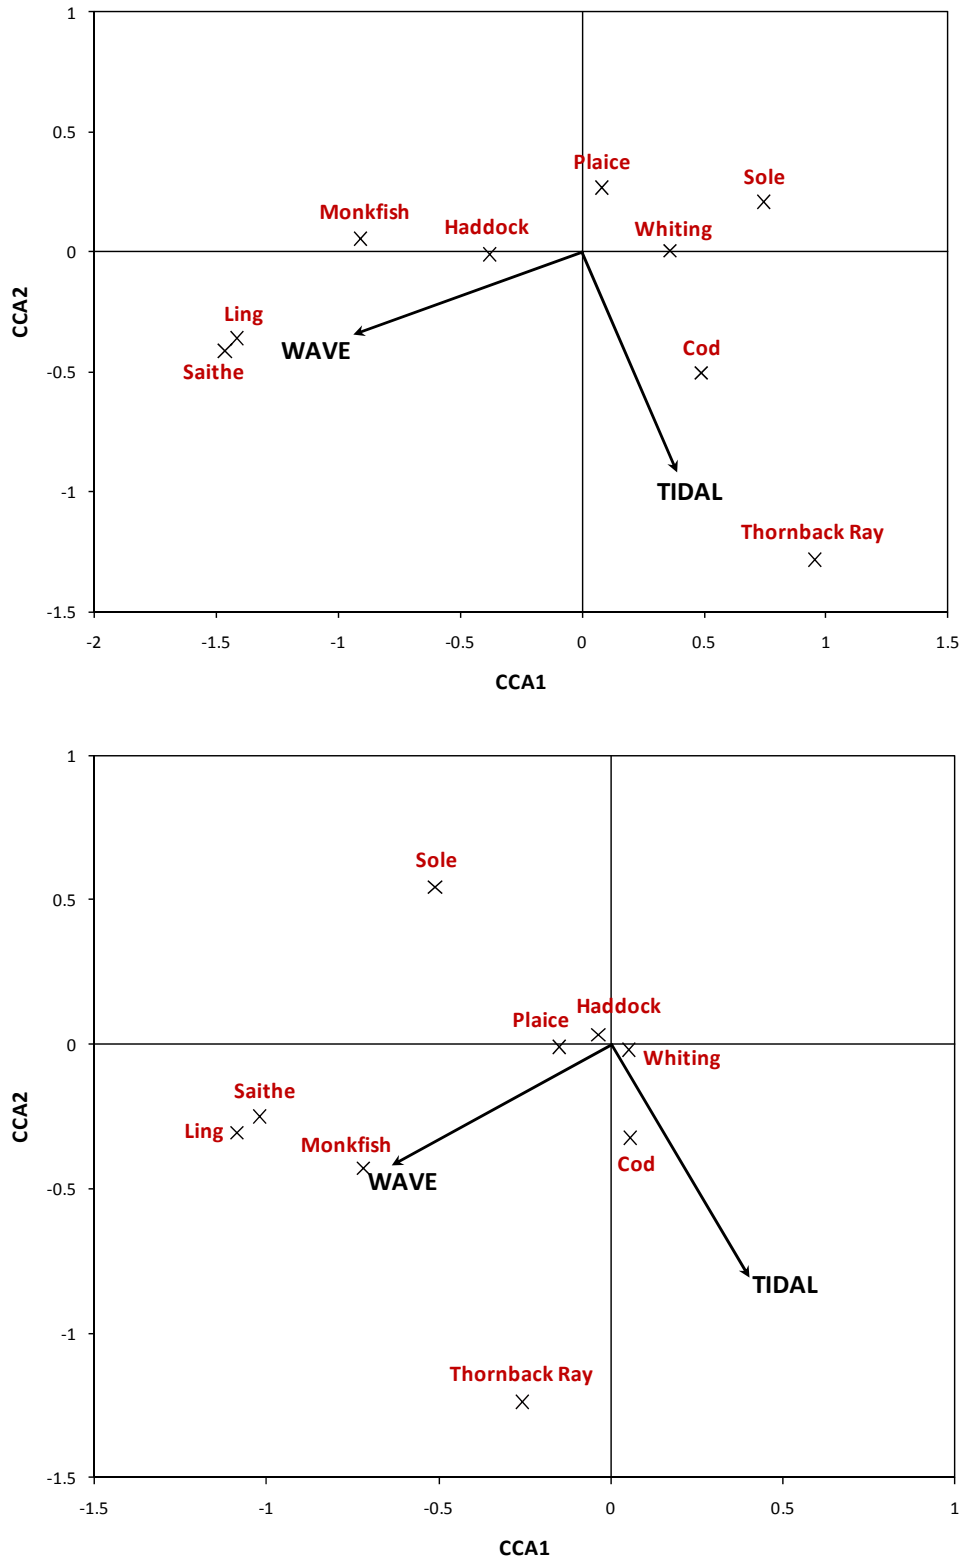 1
0.5
0
-0.5
-1
-1.5
CCA2
Plaice
Sole
Monkfish
Haddock
Whiting
Ling
WAVE
Saithe
Cod
TIDAL
Thornback Ray
-2 -1.5 -1 -0.5 0 0.5 1 1.5
CCA1
1
0.5
0
-0.5
-1
-1.5
CCA2
Sole
Plaice Haddock
Whiting
Saithe
Ling
Monkfish
WAVE
Cod
TIDAL
Thornback Ray
-1.5 -1 -0.5 0 0.5 1
CCA1